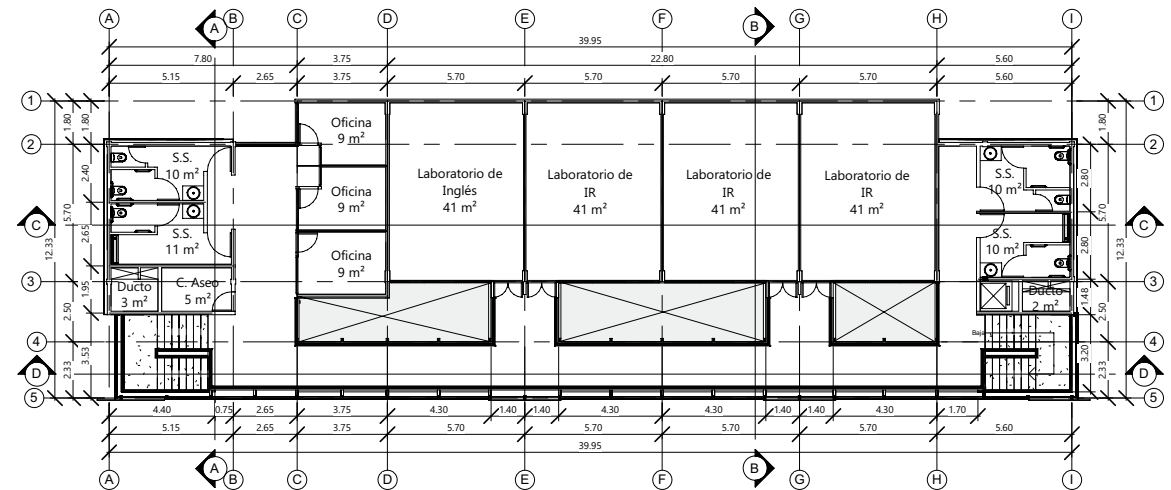 A B C D E F G H I
A B
39.95
7.80 3.75 22.80 5.60
5.15 2.65 3.75 5.70 5.70 5.70 5.70 5.60
1 1
2 2
3 3
4 4
5 5
C C
D D
12.33
1.80 5.70 2.50 2.33
1.80 2.40 2.65 1.95 3.53
S.S.
10 m²
S.S.
11 m²
Ducto
3 m²
C. Aseo
5 m²
Oficina
9 m²
Oficina
9 m²
Oficina
9 m²
Laboratorio de
Inglés
41 m²
Laboratorio de
IR
41 m²
Laboratorio de
IR
41 m²
Laboratorio de
IR
41 m²
S.S.
10 m²
S.S.
10 m²
Ducto
2 m²
Baja
2.80 2.80 1.48 3.20
1.80 5.70 2.50 2.33
12.33
4.40 0.75 2.65 3.75 4.30 1.40 1.40 4.30 4.30 1.40 1.40 4.30 1.70
5.15 2.65 3.75 5.70 5.70 5.70 5.70 5.60
39.95
A B
A B C D E F G H I